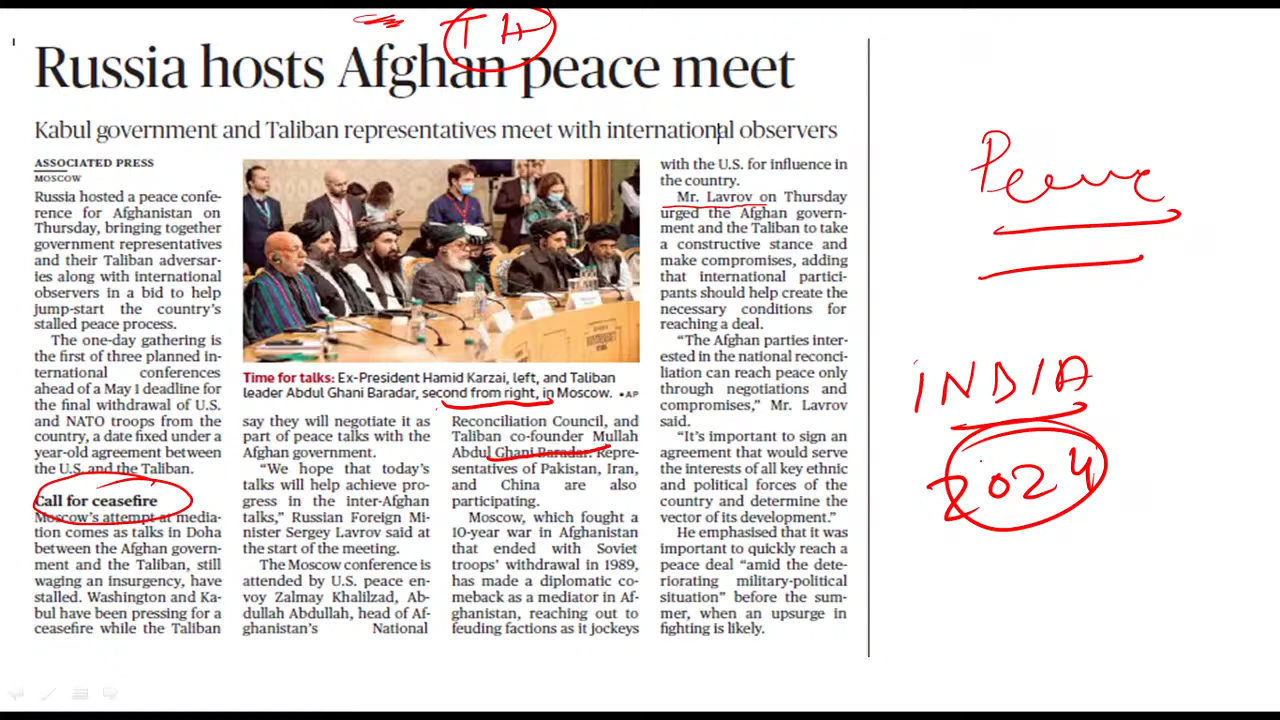 TH
Russia hosts Afghan peace meet
Kabul government and Taliban representatives meet with international observers
ASSOCIATED PRESS
MOSCOW
Russia hosted a peace confe-
rence for Afghanistan on
Thursday, bringing together
government representatives
and their Taliban adversar-
ies along with international
observers in a bid to help
jump-start the country's
stalled peace process.
The one-day gathering is
the first of three planned in-
ternational conferences
ahead of a May 1 deadline for
the final withdrawal of U.S.
and NATO troops from the
country, a date fixed under a
year-old agreement between
the U.S. and the Taliban.
Call for ceasefire
Moscow's attempt at media-
tion comes as talks in Doha
between the Afghan govern-
ment and the Taliban, still
waging an insurgency, have
stalled. Washington and Ka-
bul have been pressing for a
ceasefire while the Taliban
Time for talks: Ex-President Hamid Karzai, left, and Taliban
leader Abdul Ghani Baradar, second from right, in Moscow. •AP
say they will negotiate it as
part of peace talks with the
Afghan government.
"We hope that today's
talks will help achieve pro-
gress in the inter-Afghan
talks," Russian Foreign Mi-
nister Sergey Lavrov said at
the start of the meeting.
The Moscow conference is
attended by U.S. peace en-
voy Zalmay Khalilzad, Ab-
dullah Abdullah, head of Af-
ghanistan's National
Reconciliation Council, and
Taliban co-founder Mullah
Abdul Ghani Baradar. Repre-
sentatives of Pakistan, Iran,
and China are also
participating.
Moscow, which fought a
10-year war in Afghanistan
that ended with Soviet
troops' withdrawal in 1989,
has made a diplomatic co-
meback as a mediator in Af-
ghanistan, reaching out to
feuding factions as it jockeys
with the U.S. for influence in
the country.
Mr. Lavrov on Thursday
urged the Afghan govern-
ment and the Taliban to take
a constructive stance and
make compromises, adding
that international partici-
pants should help create the
necessary conditions for
reaching a deal.
"The Afghan parties inter-
ested in the national reconci-
liation can reach peace only
through negotiations and
compromises," Mr. Lavrov
said.
"It's important to sign an
agreement that would serve
the interests of all key ethnic
and political forces of the
country and determine the
vector of its development."
He emphasised that it was
important to quickly reach a
peace deal "amid the dete-
riorating military-political
situation" before the sum-
mer, when an upsurge in
fighting is likely.
INDIA
2024